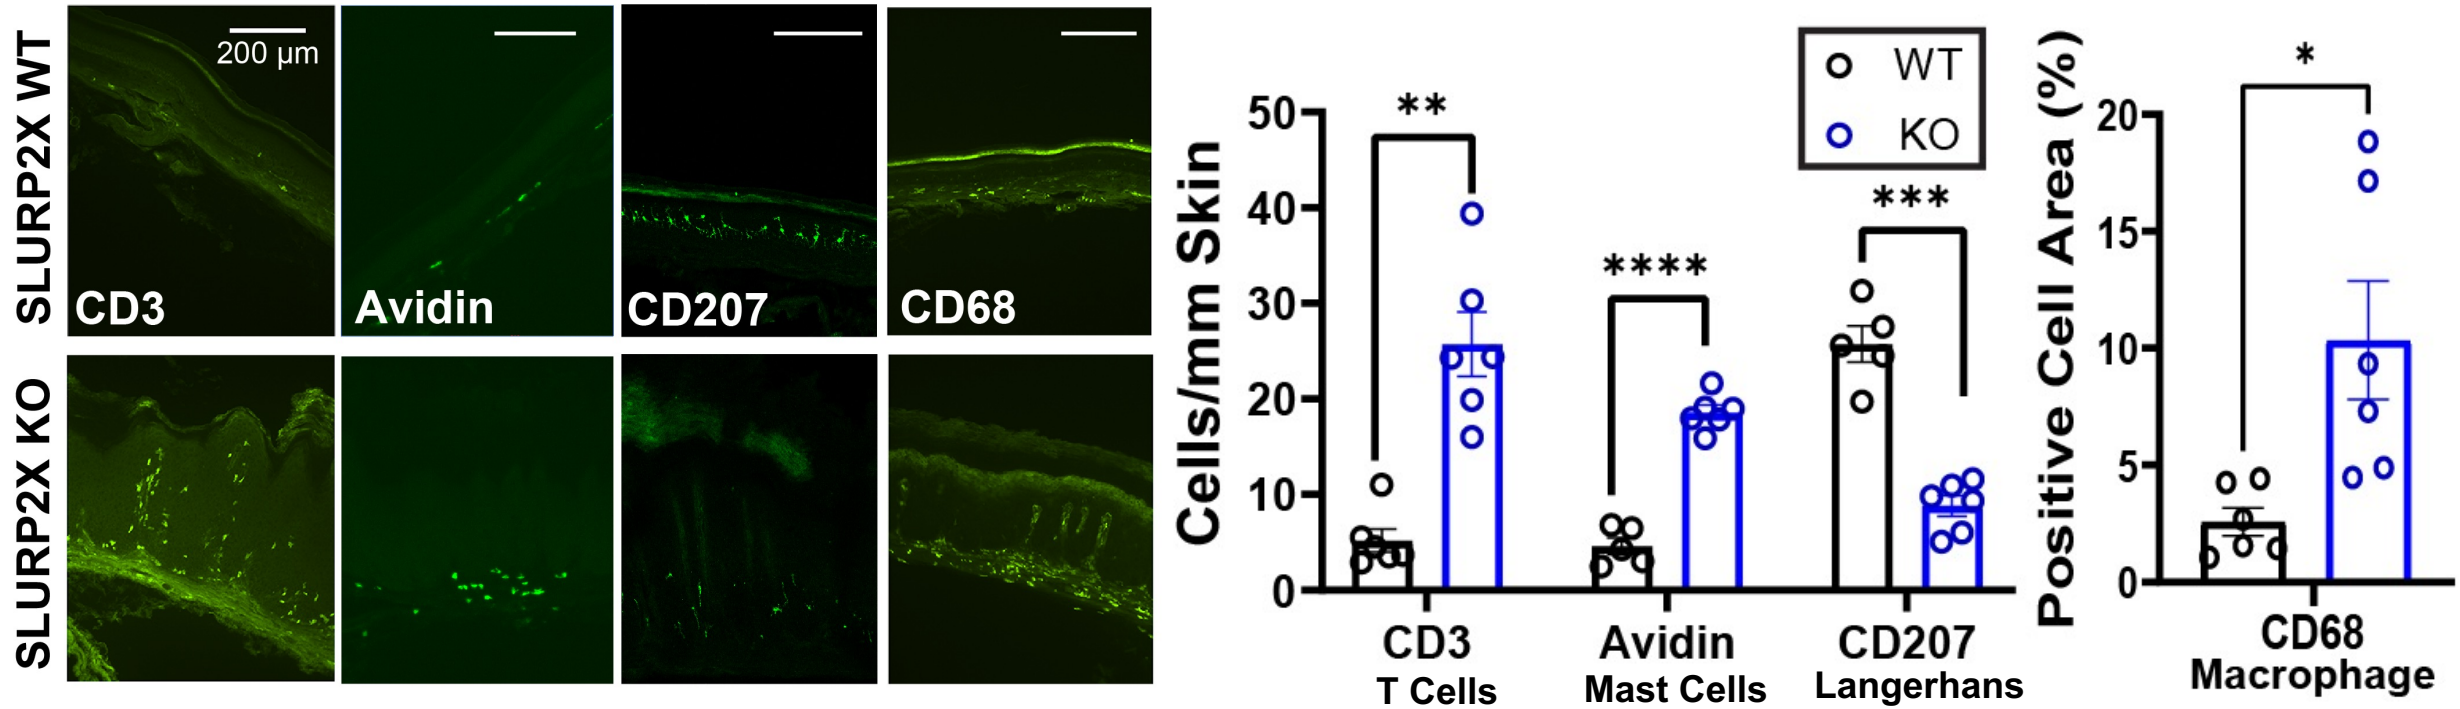 SLURP2X WT
200 µm
CD3
Avidin
CD207
CD68
SLURP2X KO
Cells/mm Skin
50
40
30
20
10
0
**
****
***
WT
KO
CD3
T Cells
Avidin
Mast Cells
CD207
Langerhans
Positive Cell Area (%)
20
15
10
5
0
*
CD68
Macrophage